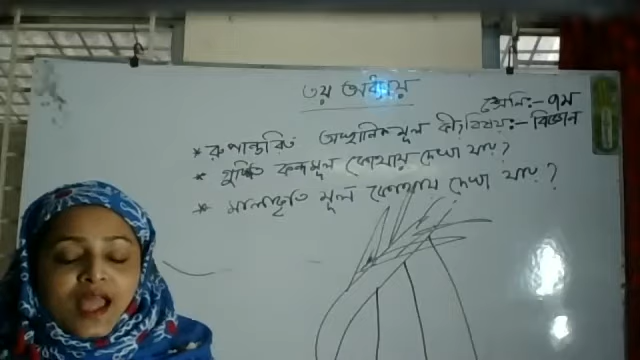 ৩য় অধ্যায়
শ্রেনি:- ৭ম
* রুপান্তরিত অস্থানিক মূল কী, বিষয়:- বিজ্ঞান
* গুচ্ছিত কন্দমূল কোথায় দেখা যায়?
* মালাকৃতি মূল কোথায় দেখা যায়?